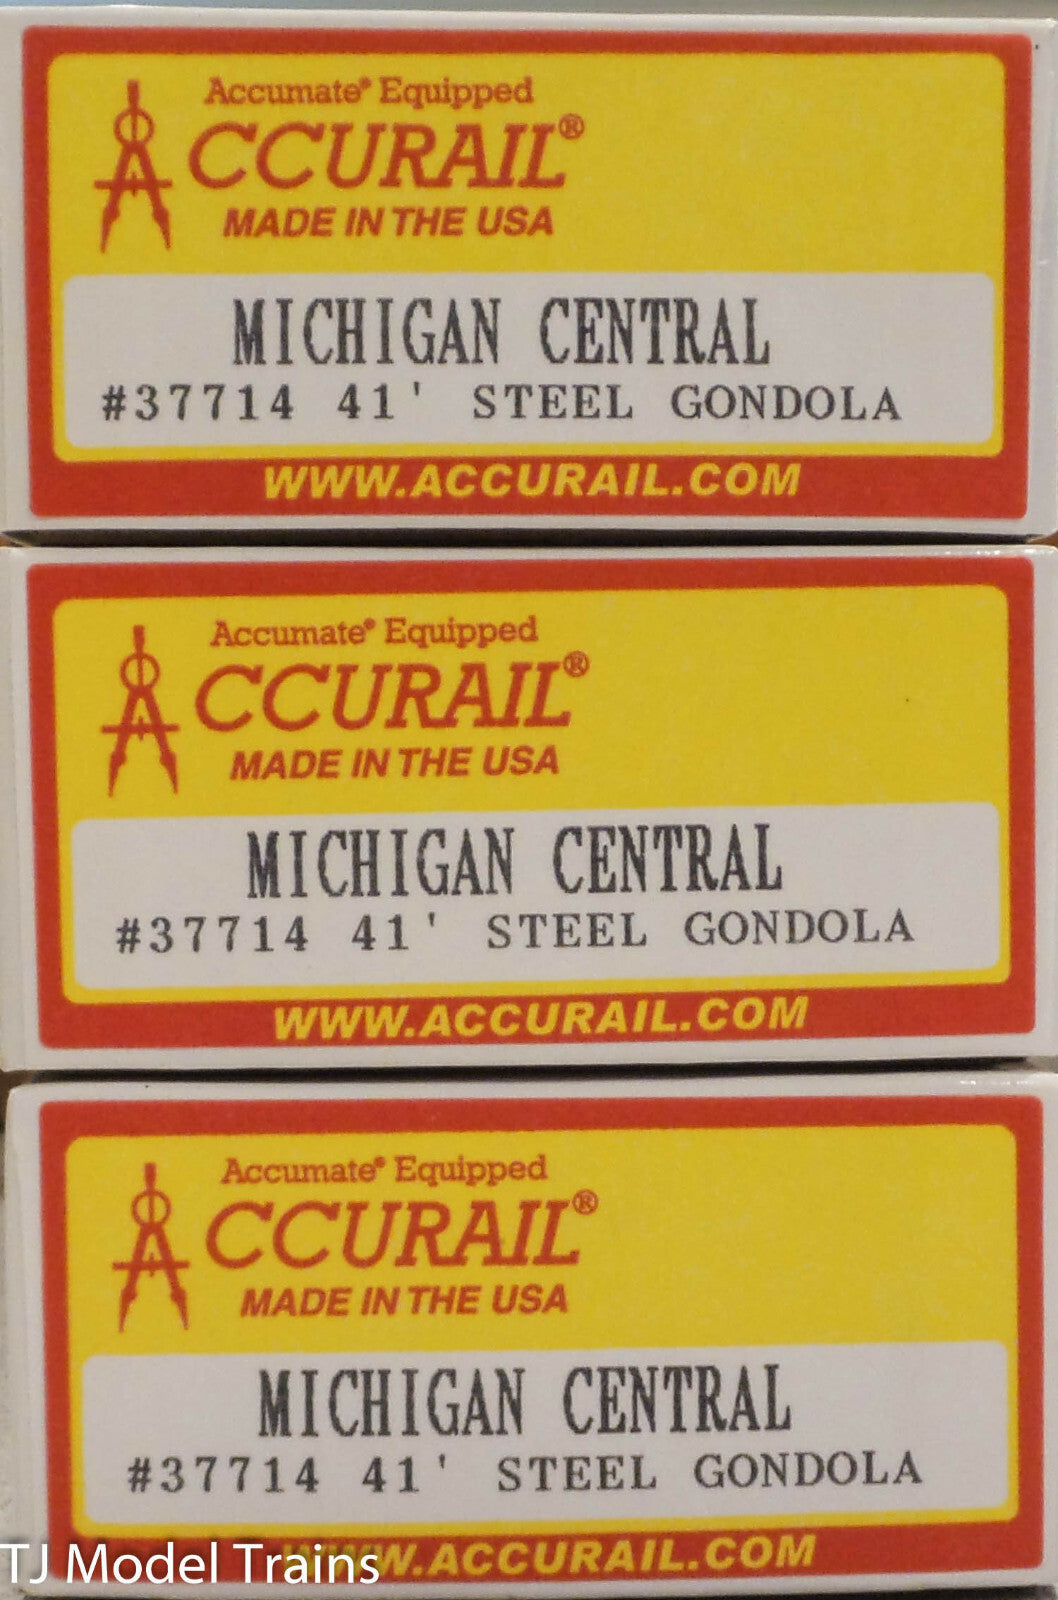 Accumate® Equipped
ACCURAIL®
MADE IN THE USA
MICHIGAN CENTRAL
#37714 41' STEEL GONDOLA
WWW.ACCURAIL.COM
Accumate® Equipped
ACCURAIL®
MADE IN THE USA
MICHIGAN CENTRAL
#37714 41' STEEL GONDOLA
WWW.ACCURAIL.COM
Accumate® Equipped
ACCURAIL®
MADE IN THE USA
MICHIGAN CENTRAL
#37714 41' STEEL GONDOLA
WWW.ACCURAIL.COM
TJ Model Trains